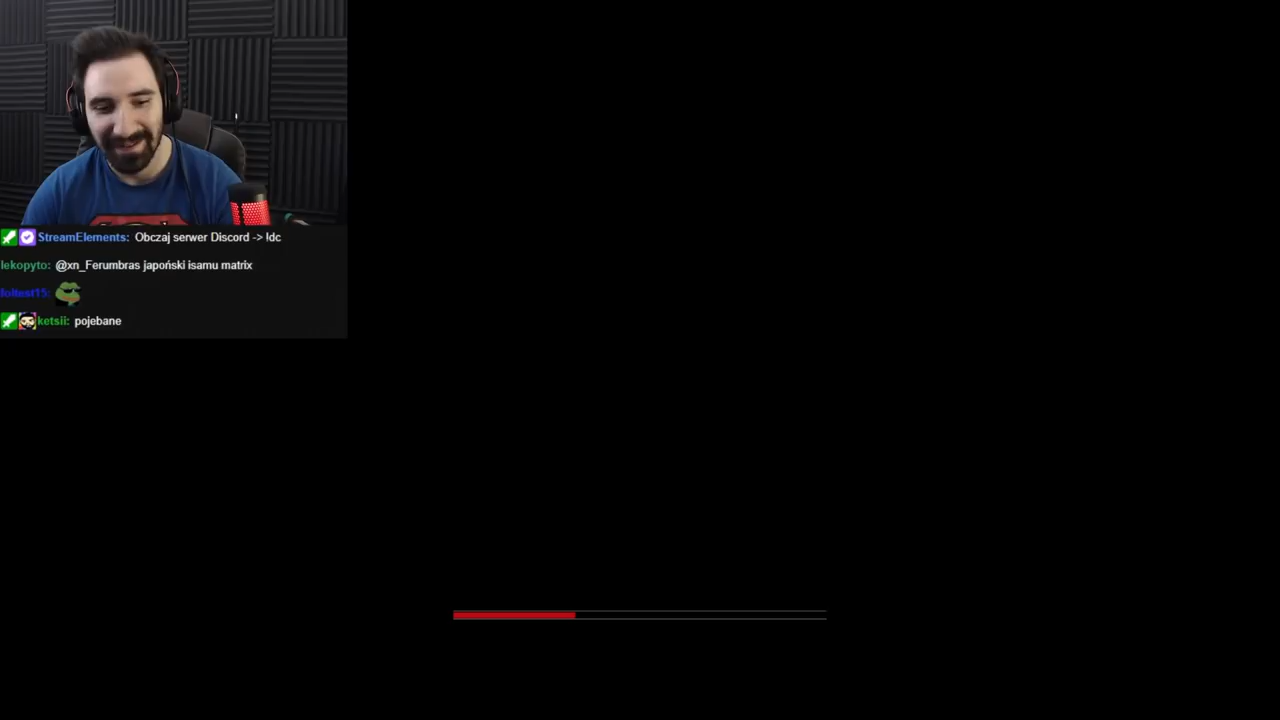 StreamElements: Obczaj serwer Discord -> !dc
lekopyto: @xn_Ferumbras japoński isamu matrix
foltest15:
ketsii: pojebane